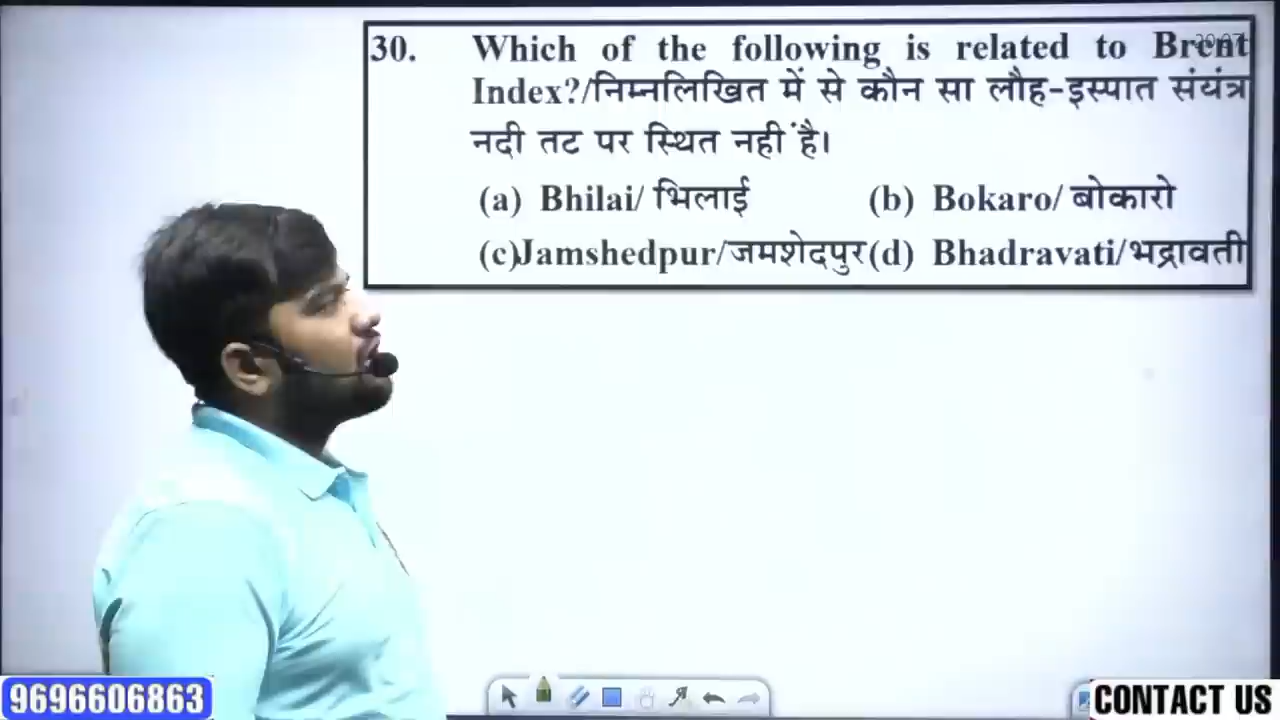 30. Which of the following is related to Brent
Index?/निम्नलिखित में से कौन सा लौह-इस्पात संयंत्र
नदी तट पर स्थित नहीं है।
(a) Bhilai/ भिलाई (b) Bokaro/ बोकारो
(c)Jamshedpur/जमशेदपुर(d) Bhadravati/भद्रावती
9696606863
CONTACT US